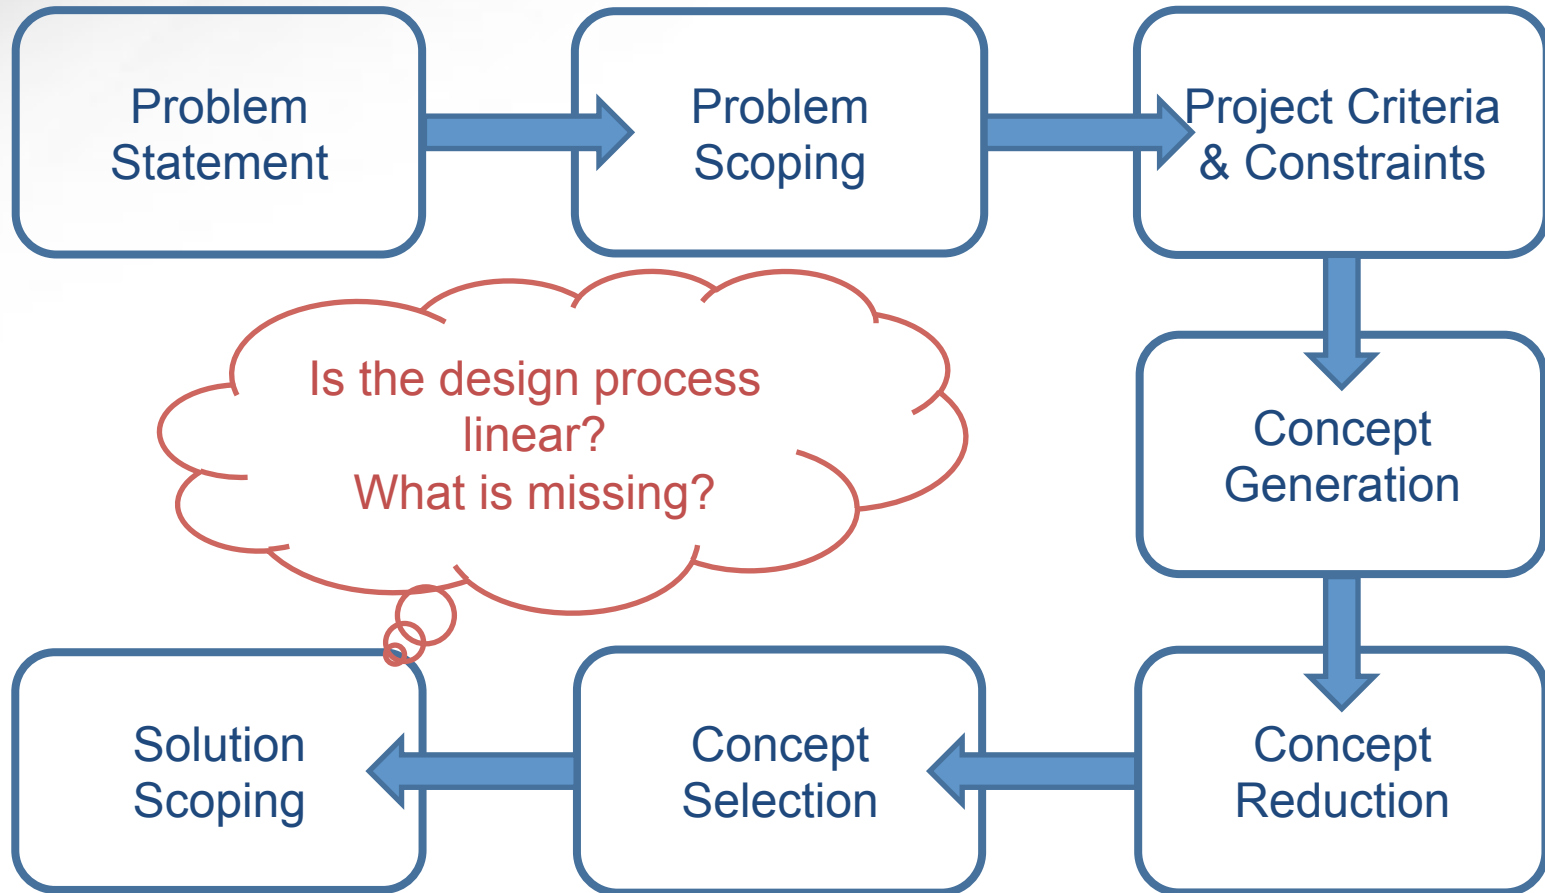 Problem
Statement
Problem
Scoping
Project Criteria
& Constraints
Is the design process
linear?
What is missing?
Concept
Generation
Solution
Scoping
Concept
Selection
Concept
Reduction